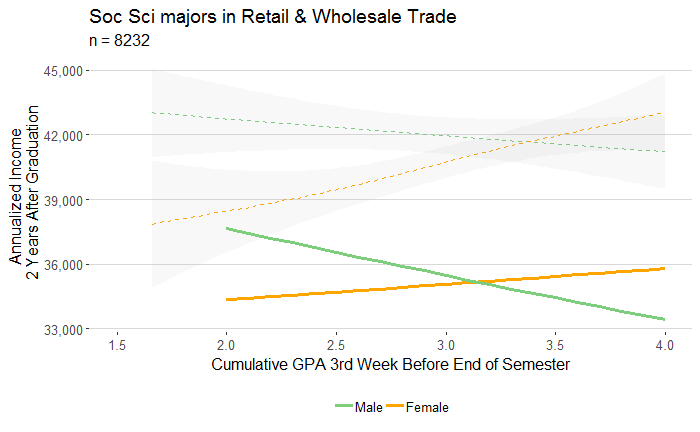 Soc Sci majors in Retail & Wholesale Trade
n = 8232
Annualized Income
2 Years After Graduation
45,000
42,000
39,000
36,000
33,000
1.5 2.0 2.5 3.0 3.5 4.0
Cumulative GPA 3rd Week Before End of Semester
Male Female